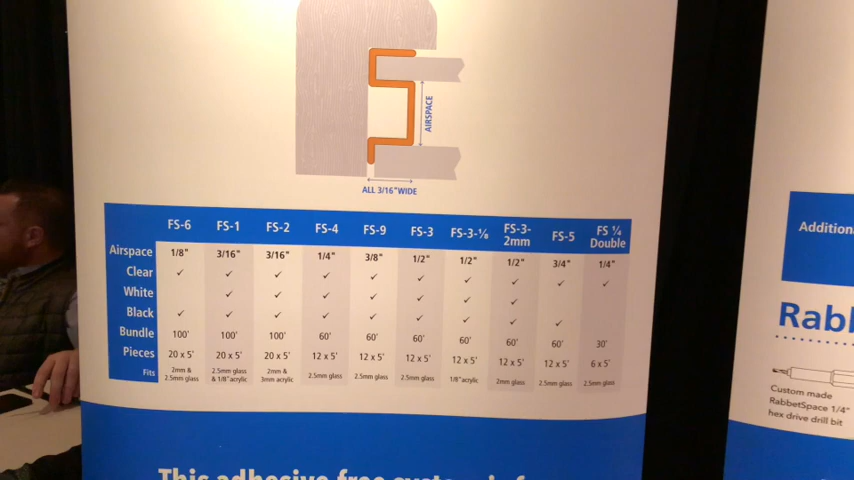 AIRSPACE
ALL 3/16" WIDE
FS-6 FS-1 FS-2 FS-4 FS-9 FS-3 FS-3-⅛ FS-3-2mm FS-5 FS ¼ Double
Airspace 1/8" 3/16" 3/16" 1/4" 3/8" 1/2" 1/2" 1/2" 3/4" 1/4"
Clear ✓ ✓ ✓ ✓ ✓ ✓ ✓ ✓ ✓ ✓
White ✓ ✓ ✓ ✓ ✓ ✓ ✓
Black ✓ ✓ ✓ ✓ ✓ ✓ ✓ ✓ ✓
Bundle 100' 100' 100' 60' 60' 60' 60' 60' 60' 30'
Pieces 20 x 5' 20 x 5' 20 x 5' 12 x 5' 12 x 5' 12 x 5' 12 x 5' 12 x 5' 12 x 5' 6 x 5'
Fits 2mm & 2.5mm glass 2.5mm glass & 1/8" acrylic 2mm & 3mm acrylic 2.5mm glass 2.5mm glass 2.5mm glass 1/8" acrylic 2mm glass 2.5mm glass 2.5mm glass
This adhesive free
Addition
Rabb
Custom made
RabbetSpace 1/4"
hex drive drill bit